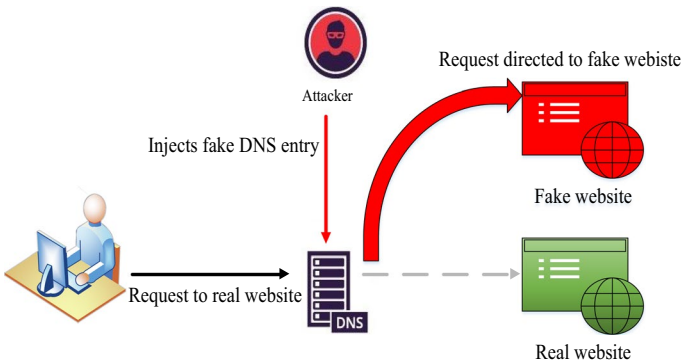 Request directed to fake webiste
Attacker
Injects fake DNS entry
Fake website
Request to real website
DNS
Real website